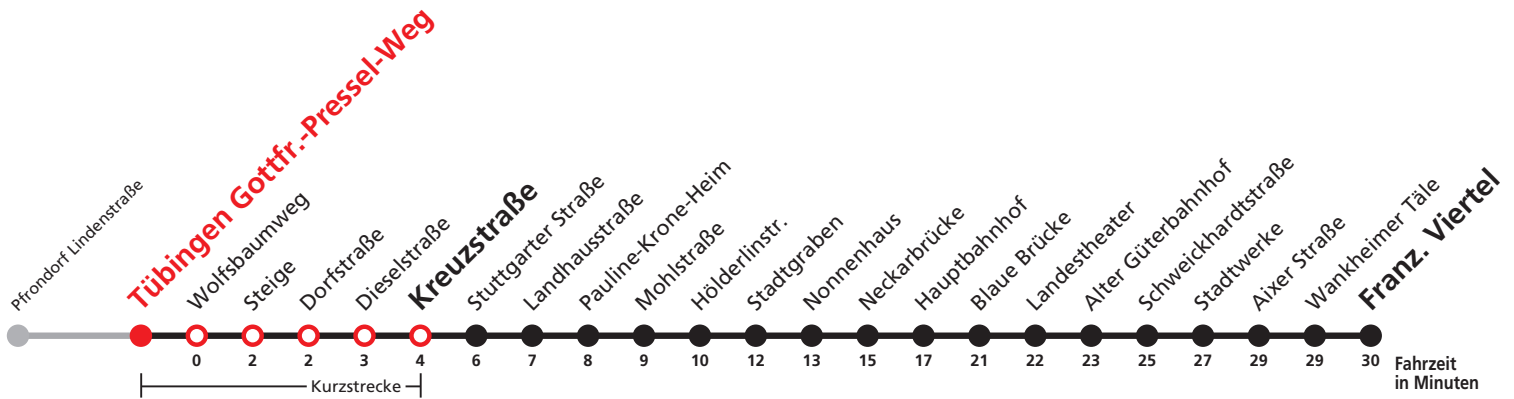 Pfrondorf Lindenstraße
Tübingen Gottfr.-Pressel-Weg
Wolfsbaumweg
Steige
Dorfstraße
Dieselstraße
Kreuzstraße
Stuttgarter Straße
Landhausstraße
Pauline-Krone-Heim
Mohlstraße
Hölderlinstr.
Stadtgraben
Nonnenhaus
Neckarbrücke
Hauptbahnhof
Blaue Brücke
Landestheater
Alter Güterbahnhof
Schweickhardtstraße
Stadtwerke
Aixer Straße
Wankheimer Täle
Franz. Viertel
0 2 2 3 4 6 7 8 9 10 12 13 15 17 21 22 23 25 27 29 29 30
Fahrzeit
in Minuten
Kurzstrecke